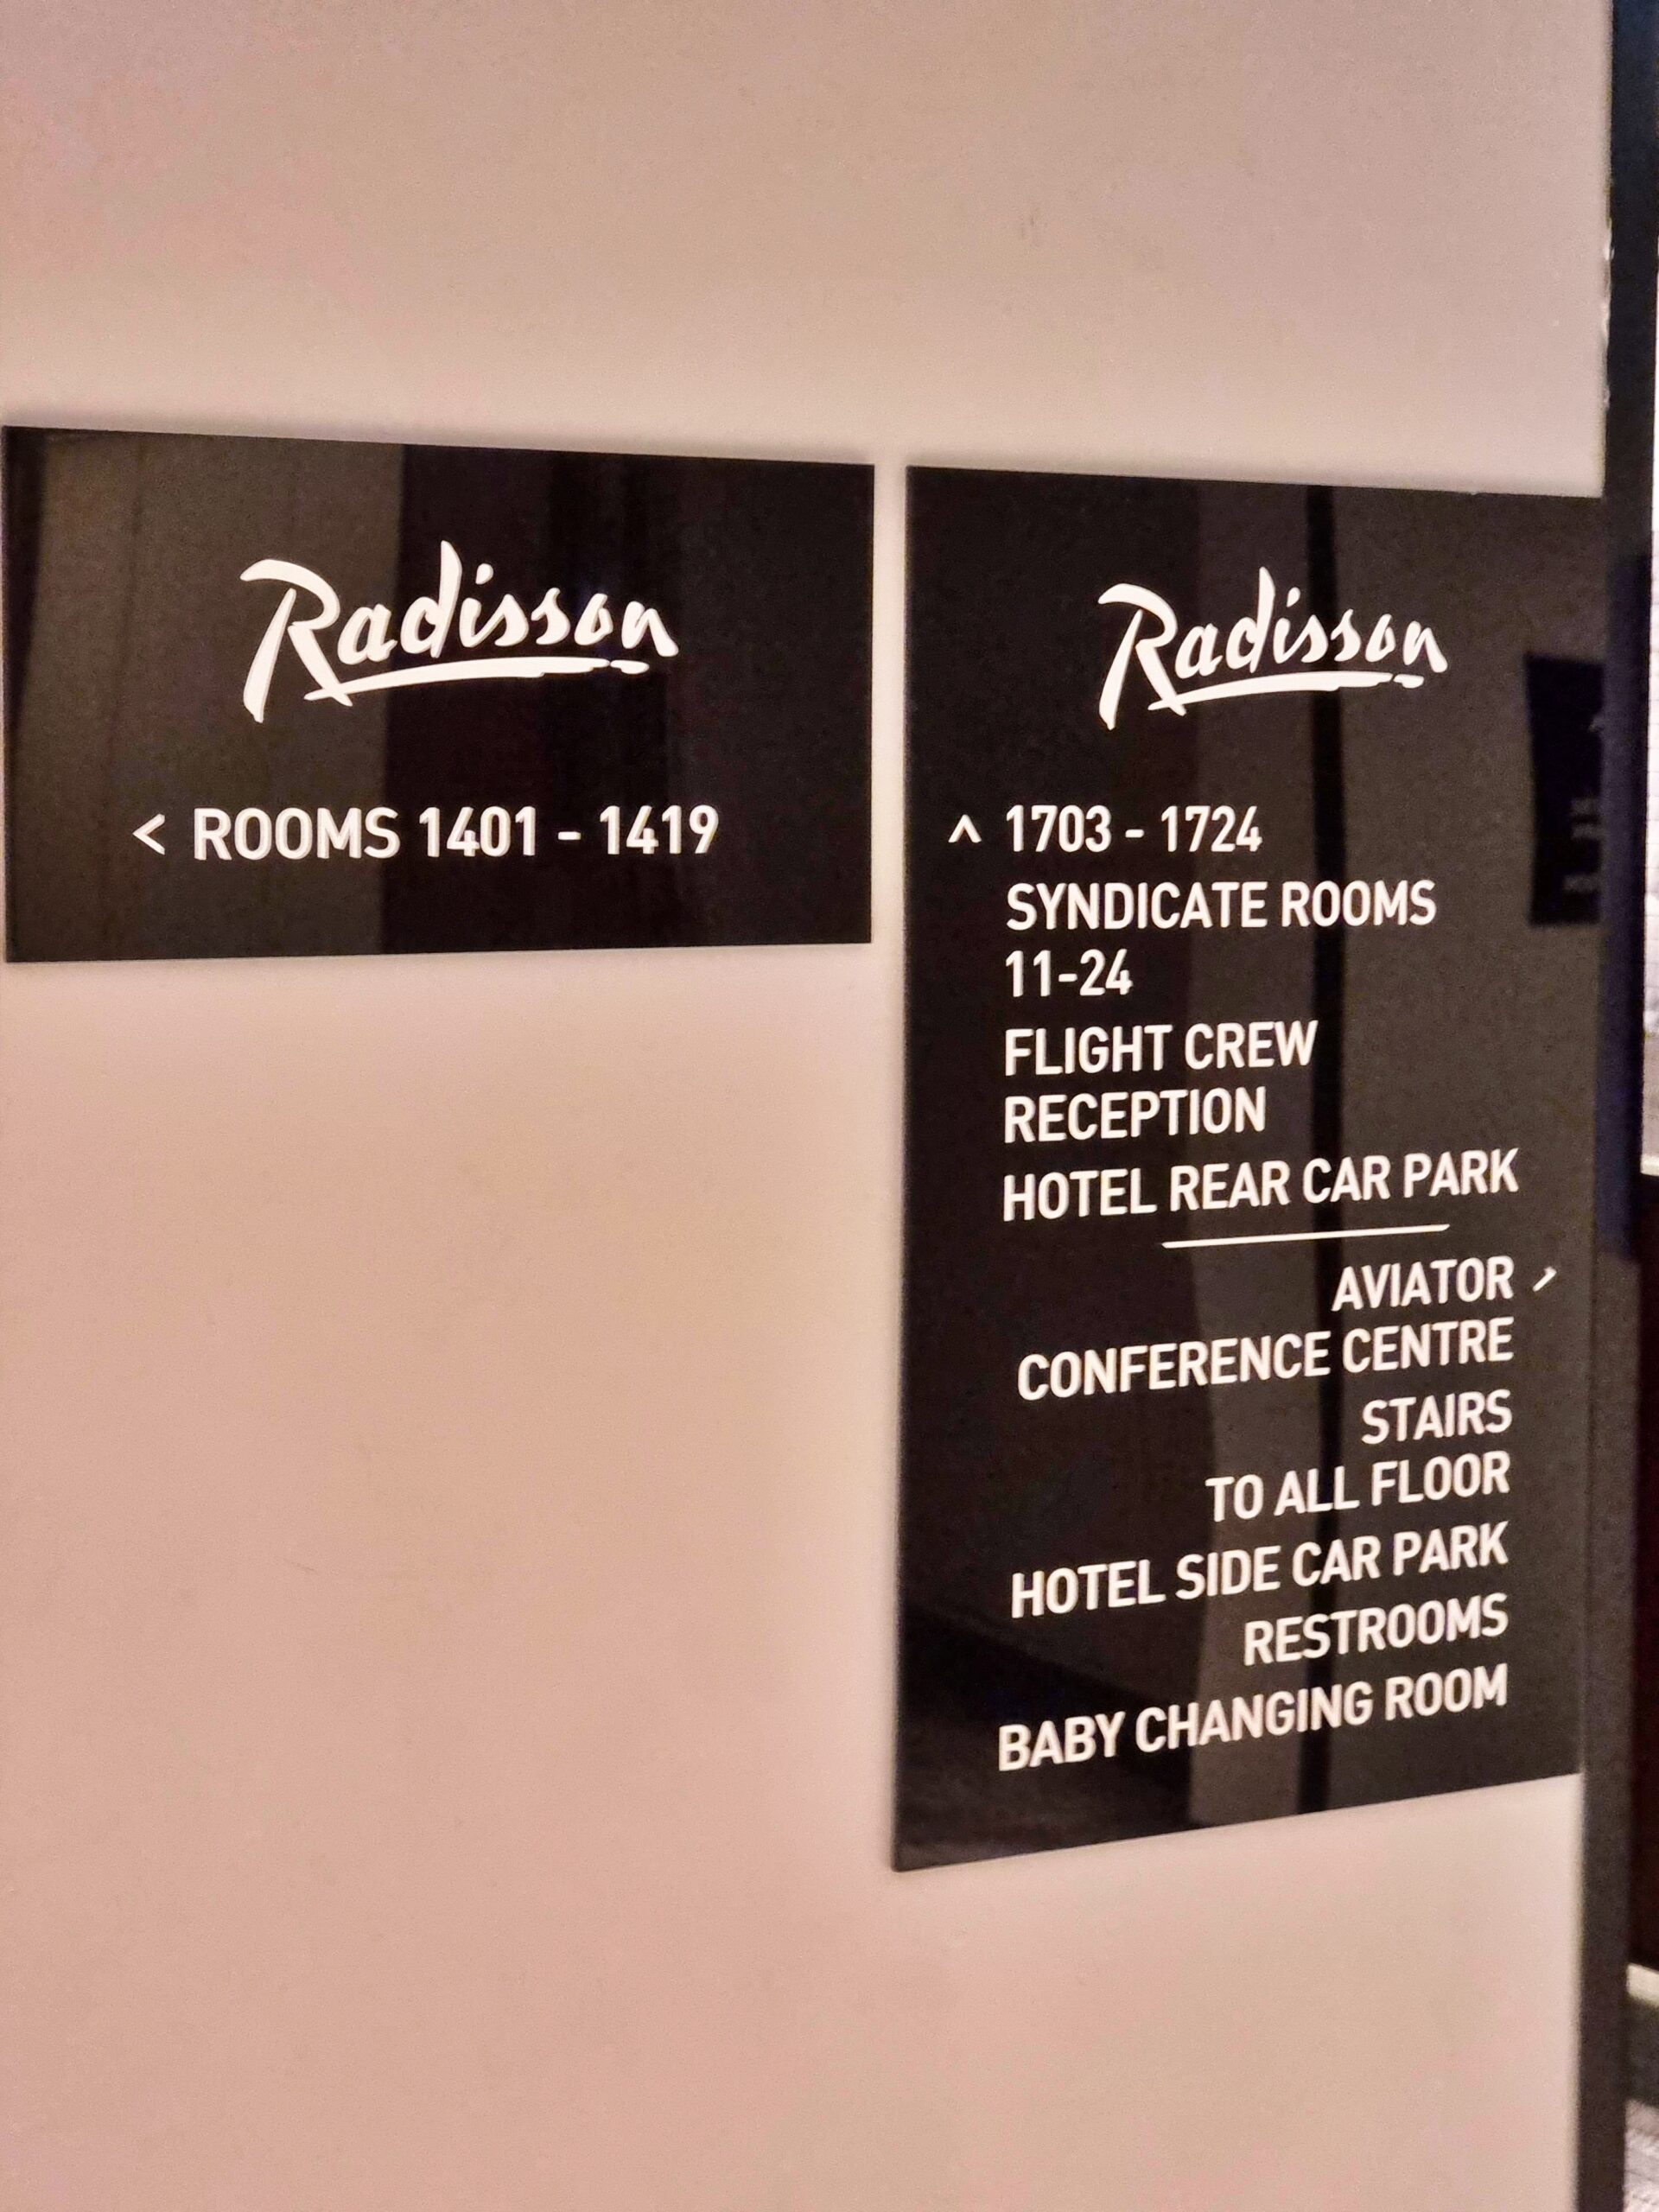 Radisson
< ROOMS 1401 - 1419
Radisson
^ 1703 - 1724
SYNDICATE ROOMS
11-24
FLIGHT CREW
RECEPTION
HOTEL REAR CAR PARK
AVIATOR >
CONFERENCE CENTRE
STAIRS
TO ALL FLOOR
HOTEL SIDE CAR PARK
RESTROOMS
BABY CHANGING ROOM